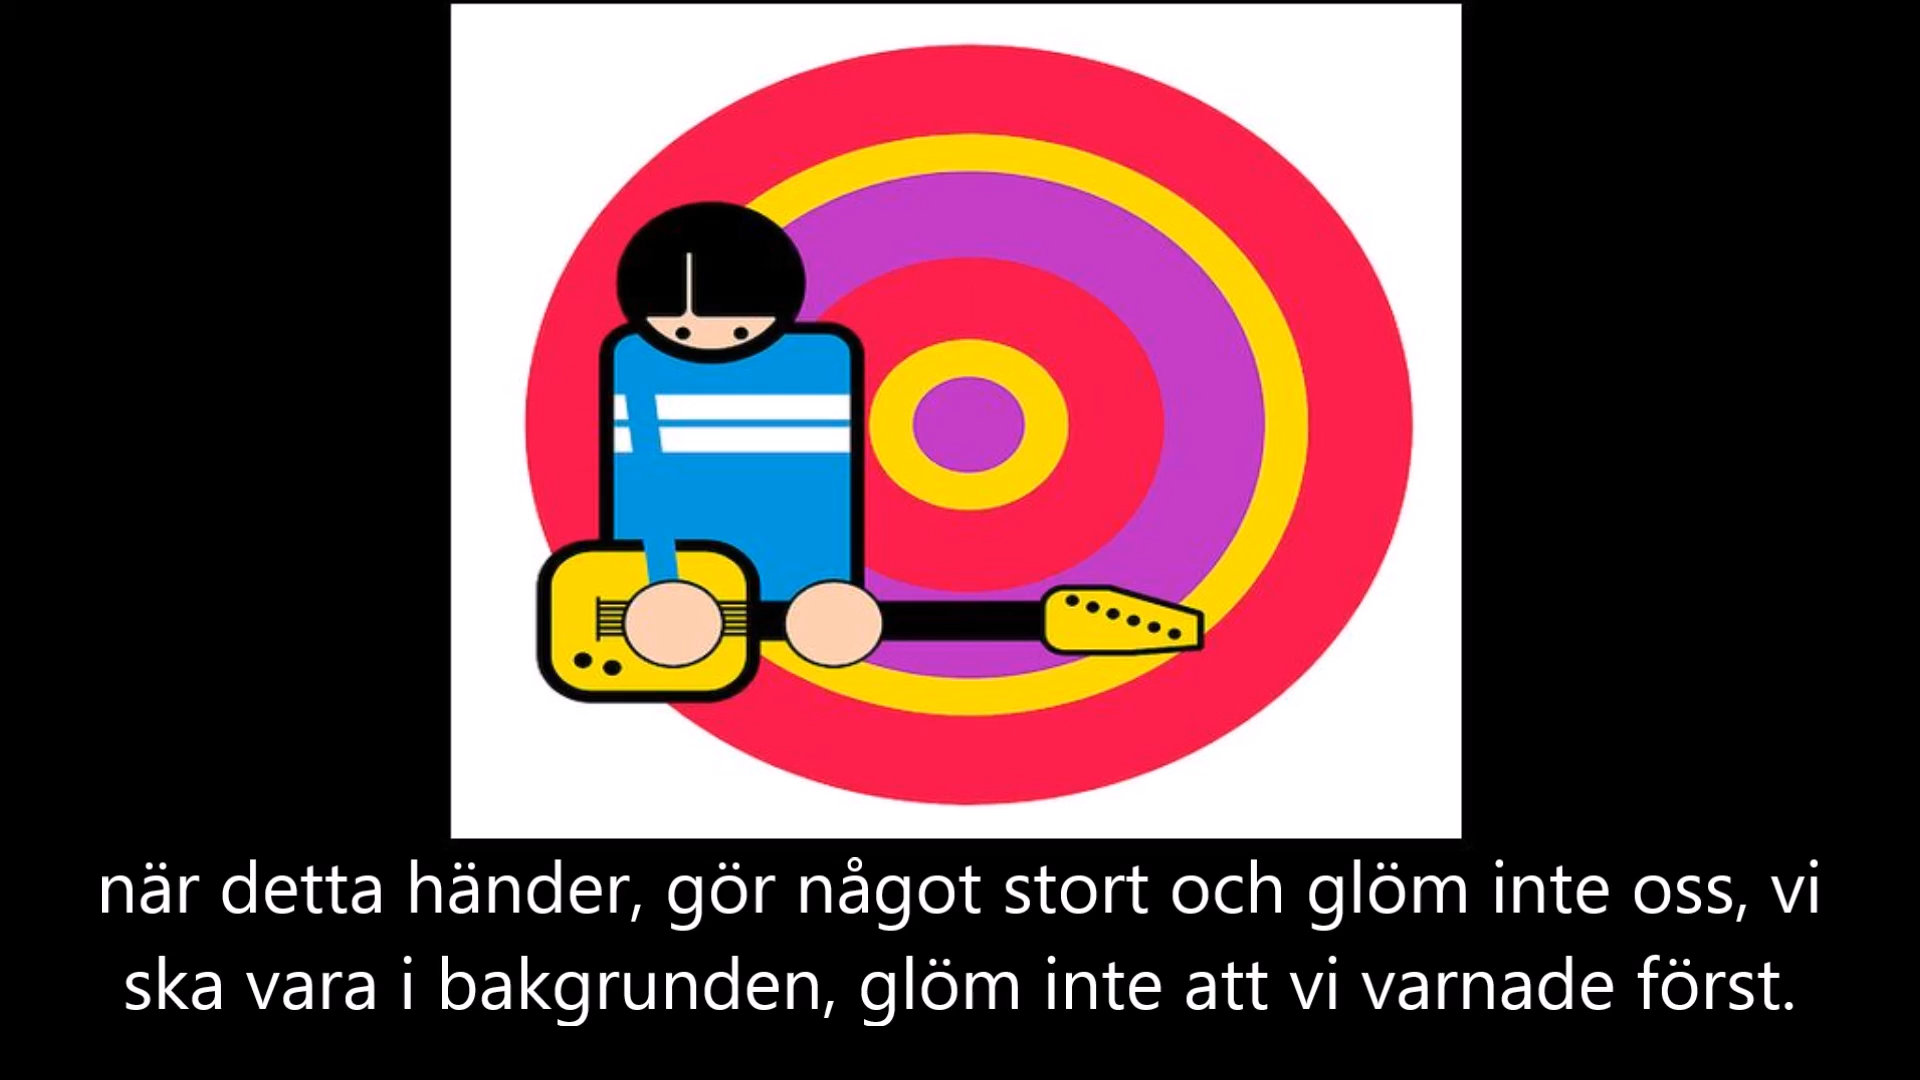 när detta händer, gör något stort och glöm inte oss, vi
ska vara i bakgrunden, glöm inte att vi varnade först.